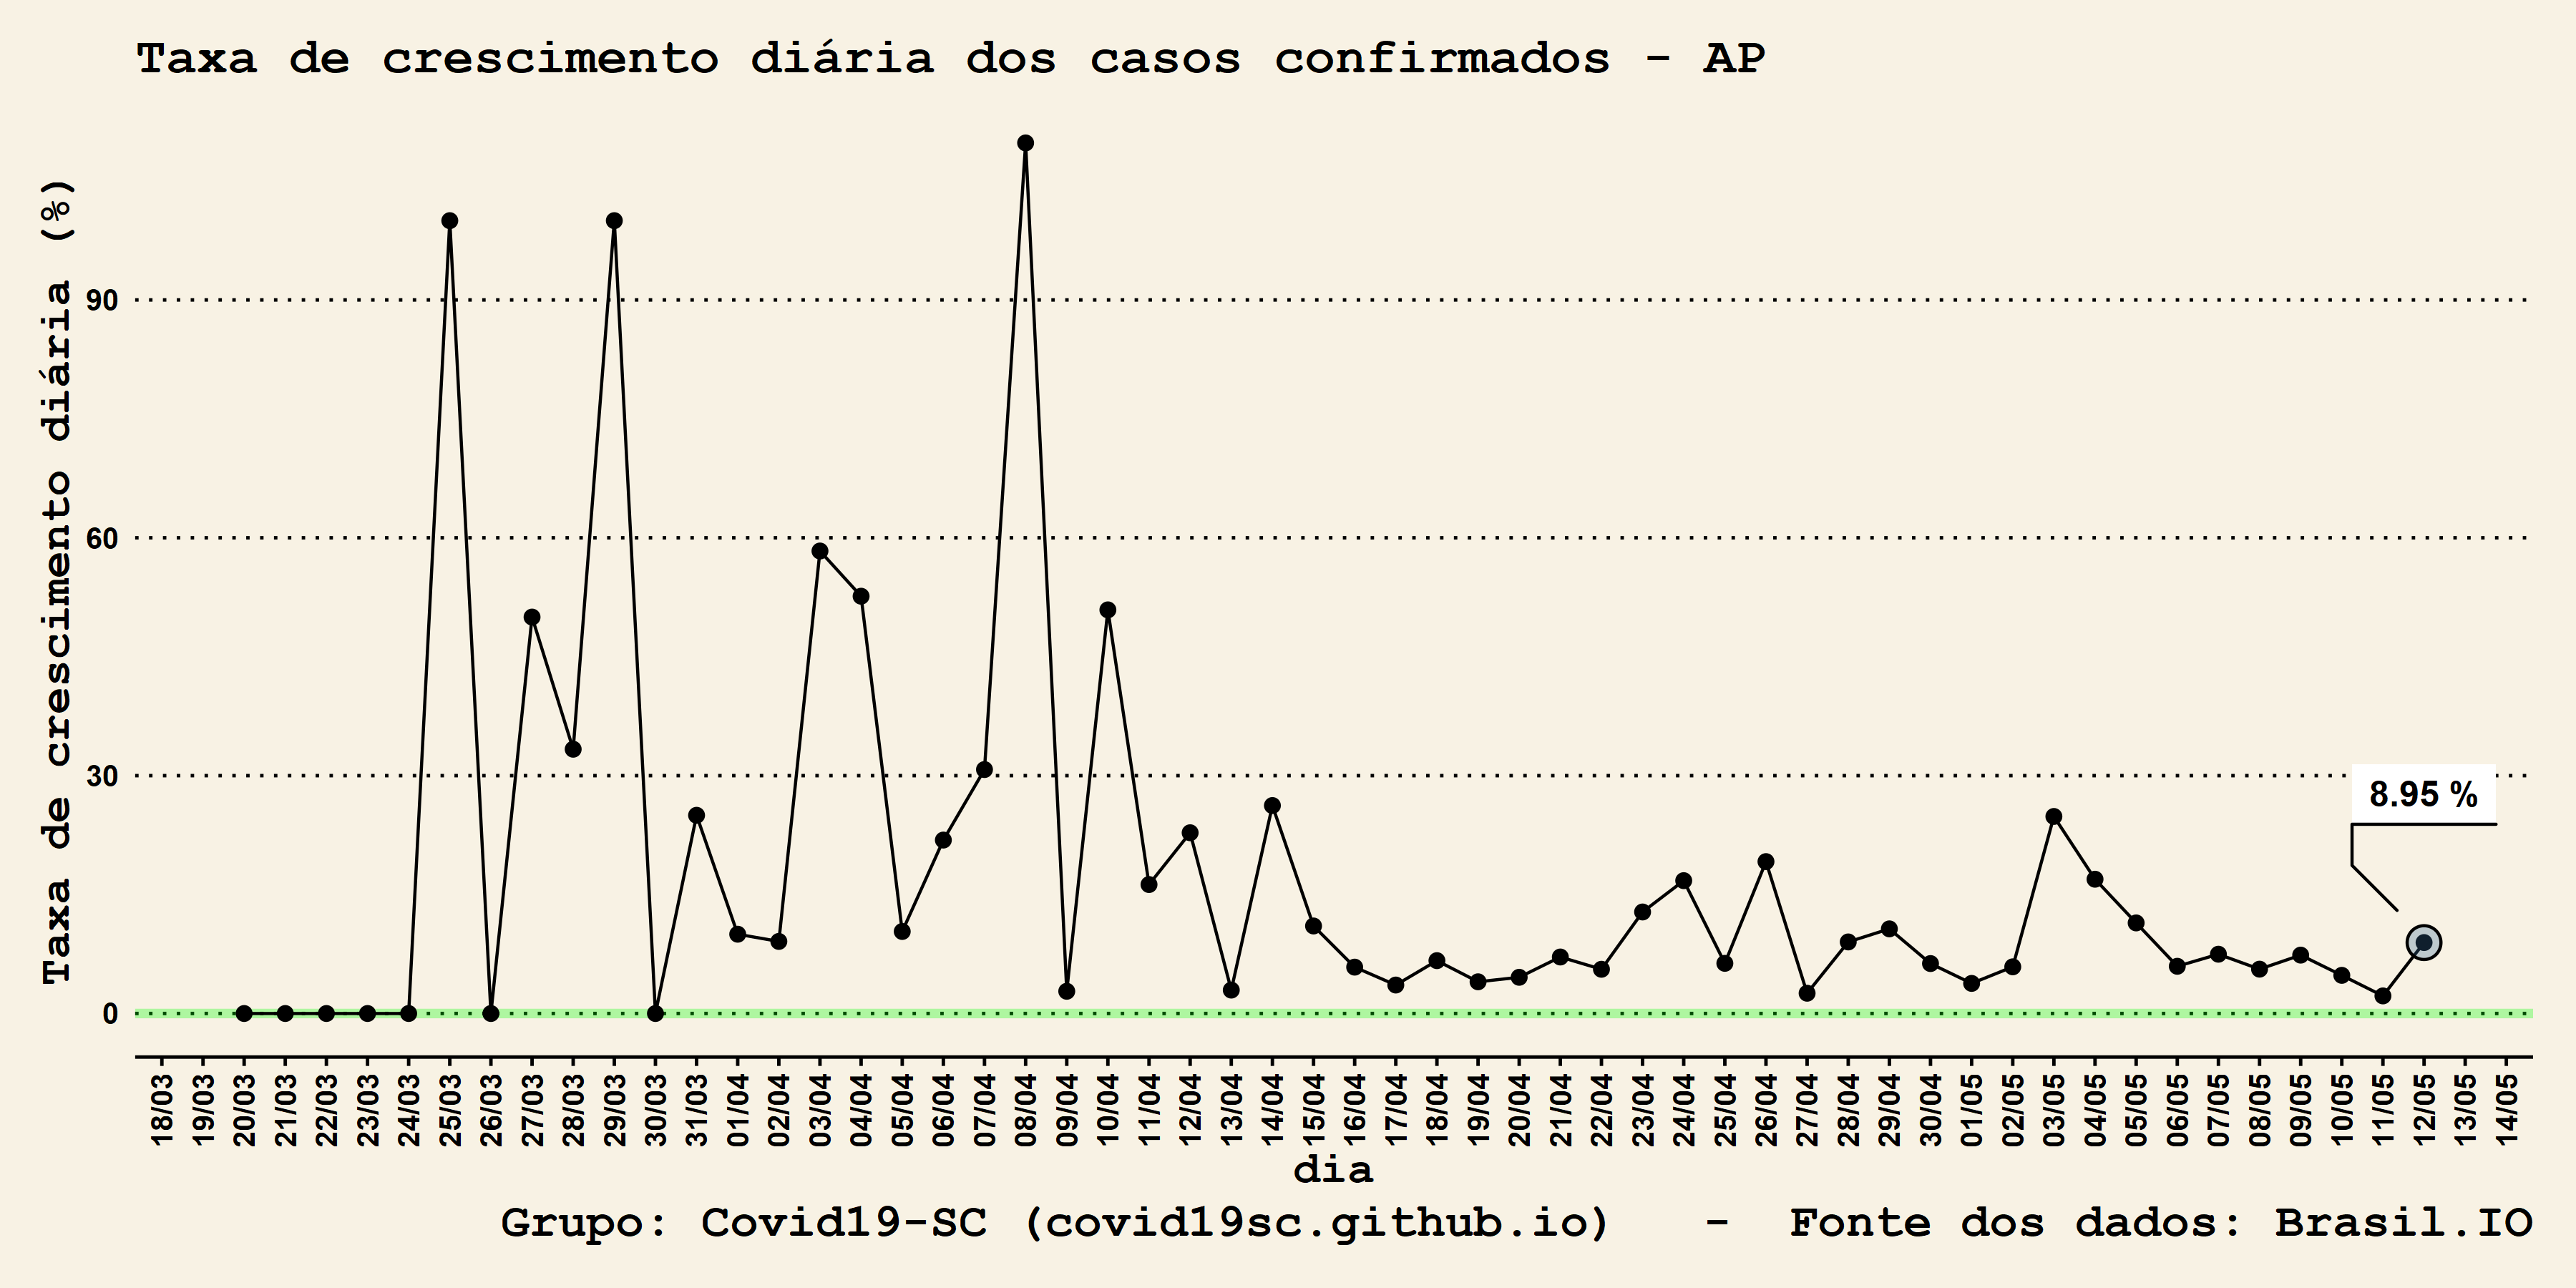 Taxa de crescimento diária dos casos confirmados - AP
Taxa de crescimento diária (%)
90
60
30
0
8.95 %
18/03 19/03 20/03 21/03 22/03 23/03 24/03 25/03 26/03 27/03 28/03 29/03 30/03 31/03 01/04 02/04 03/04 04/04 05/04 06/04 07/04 08/04 09/04 10/04 11/04 12/04 13/04 14/04 15/04 16/04 17/04 18/04 19/04 20/04 21/04 22/04 23/04 24/04 25/04 26/04 27/04 28/04 29/04 30/04 01/05 02/05 03/05 04/05 05/05 06/05 07/05 08/05 09/05 10/05 11/05 12/05 13/05 14/05
dia
Grupo: Covid19-SC (covid19sc.github.io) - Fonte dos dados: Brasil.IO